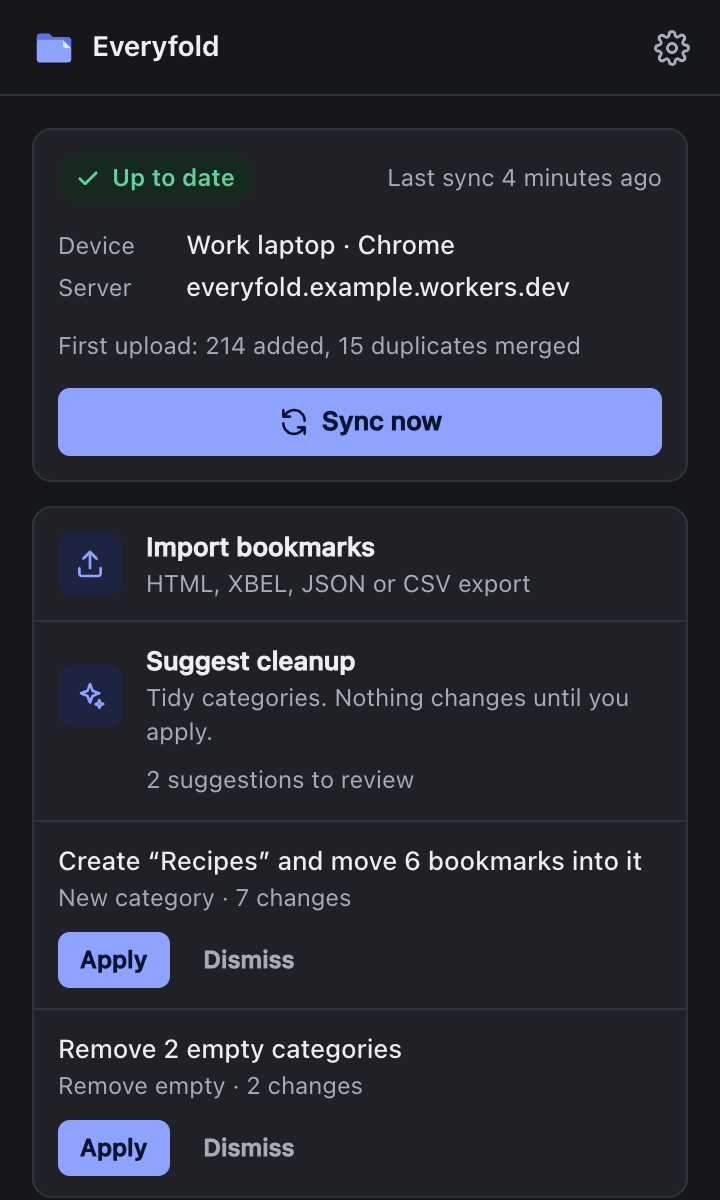 Everyfold
Up to date
Last sync 4 minutes ago
Device Work laptop · Chrome
Server everyfold.example.workers.dev
First upload: 214 added, 15 duplicates merged
Sync now
Import bookmarks
HTML, XBEL, JSON or CSV export
Suggest cleanup
Tidy categories. Nothing changes until you
apply.
2 suggestions to review
Create “Recipes” and move 6 bookmarks into it
New category · 7 changes
Apply Dismiss
Remove 2 empty categories
Remove empty · 2 changes
Apply Dismiss